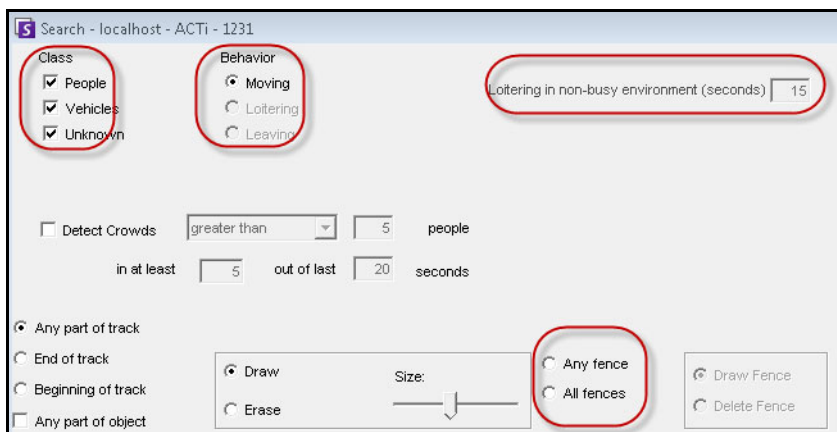 Search - localhost - ACTi - 1231
Class
Behavior
People
Moving
Loitering in non-busy environment (seconds) 15
Vehicles
Loitering
Unknown
Leaving
Detect Crowds greater than 5 people
in at least 5 out of last 20 seconds
Any part of track
End of track
Beginning of track
Any part of object
Draw
Size:
Erase
Any fence
All fences
Draw Fence
Delete Fence